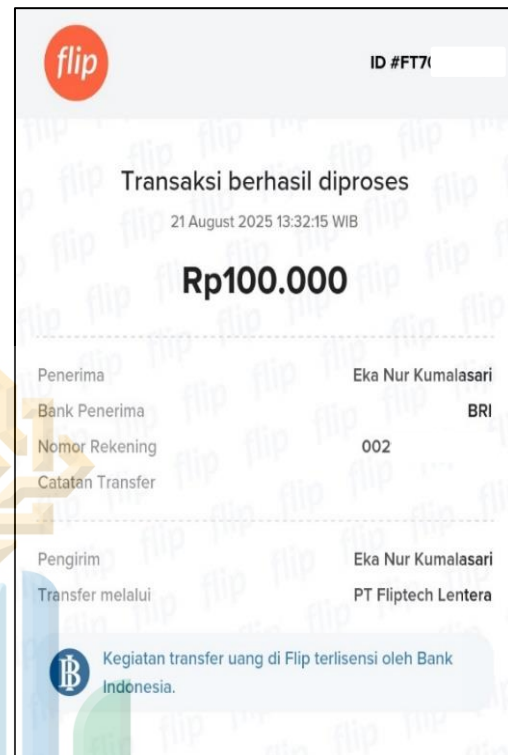 flip
ID #FT7
Transaksi berhasil diproses
21 August 2025 13:32:15 WIB
Rp100.000
Penerima Eka Nur Kumalasari
Bank Penerima BRI
Nomor Rekening 002
Catatan Transfer
Pengirim Eka Nur Kumalasari
Transfer melalui PT Fliptech Lentera
Kegiatan transfer uang di Flip terlisensi oleh Bank
Indonesia.